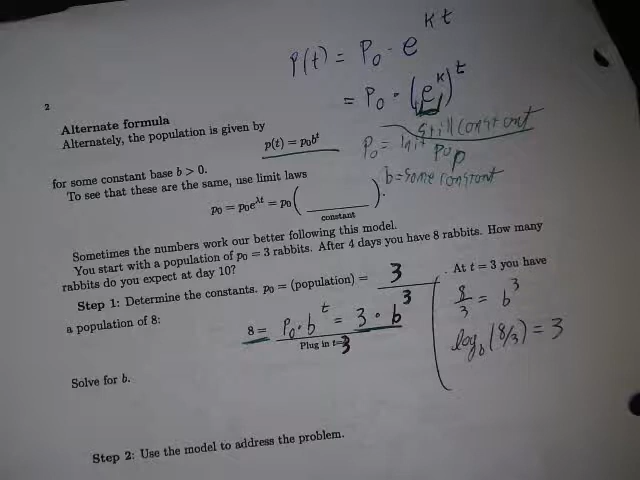 P(t) = P₀ · e^kt
= P₀ · (e^k)^t
still constant
P₀ = Init pop
b = some constant
2
Alternate formula
Alternately, the population is given by
p(t) = p₀b^t
for some constant base b > 0.
To see that these are the same, use limit laws
p₀ = p₀e^λt = p₀( ________ ).
constant
Sometimes the numbers work our better following this model.
You start with a population of p₀ = 3 rabbits. After 4 days you have 8 rabbits. How many
rabbits do you expect at day 10?
Step 1: Determine the constants. p₀ = (population) = 3 . At t = 3 you have
a population of 8:
8 = P₀ · b^t = 3 · b^3
Plug in t=3
8/3 = b^3
log_b(8/3) = 3
Solve for b.
Step 2: Use the model to address the problem.